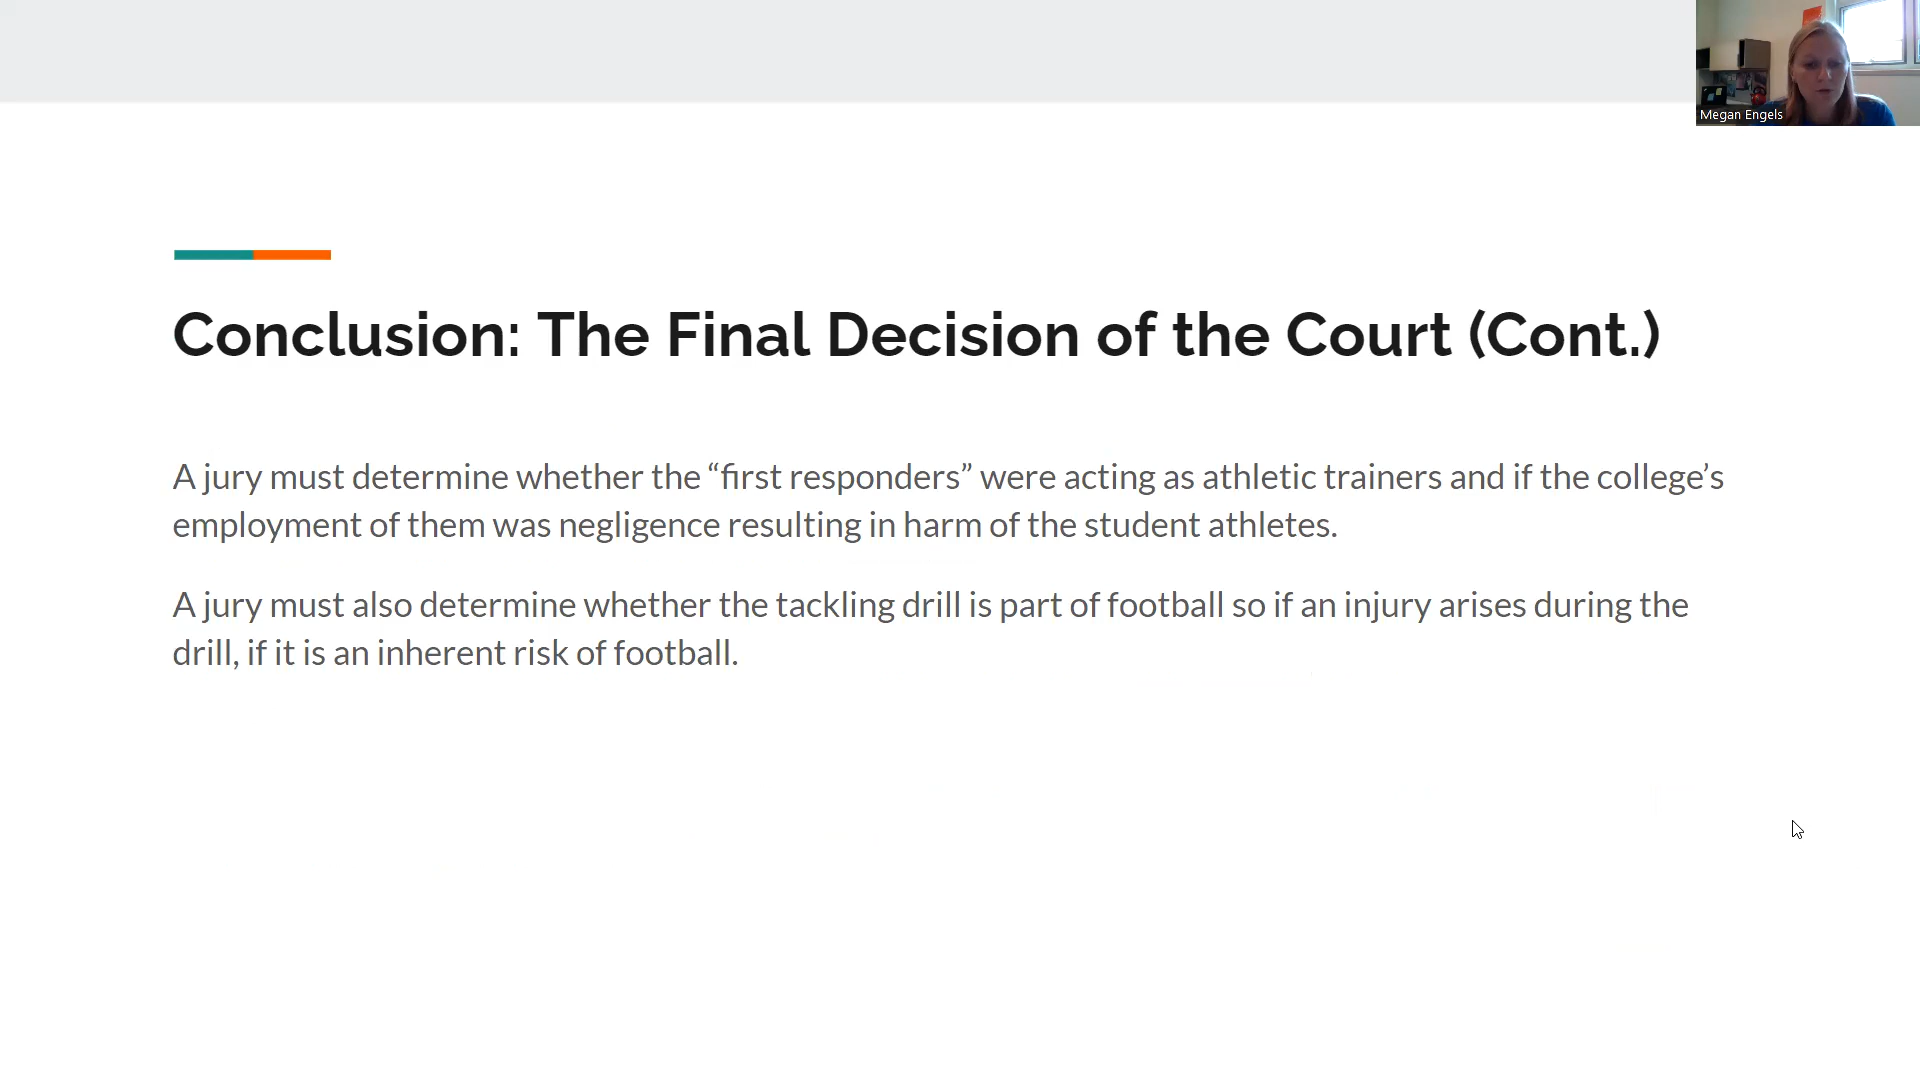 Megan Engels
Conclusion: The Final Decision of the Court (Cont.)
A jury must determine whether the “first responders” were acting as athletic trainers and if the college’s
employment of them was negligence resulting in harm of the student athletes.
A jury must also determine whether the tackling drill is part of football so if an injury arises during the
drill, if it is an inherent risk of football.